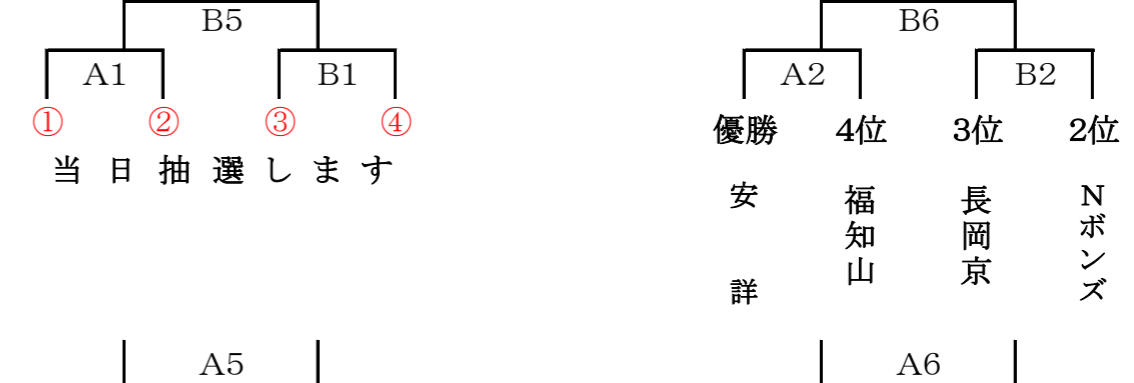 B5
A1 B1
① ② ③ ④
当日抽選します
B6
A2 B2
優勝 4位 3位 2位
安詳
福知山
長岡京
Nボンズ
A5
A6